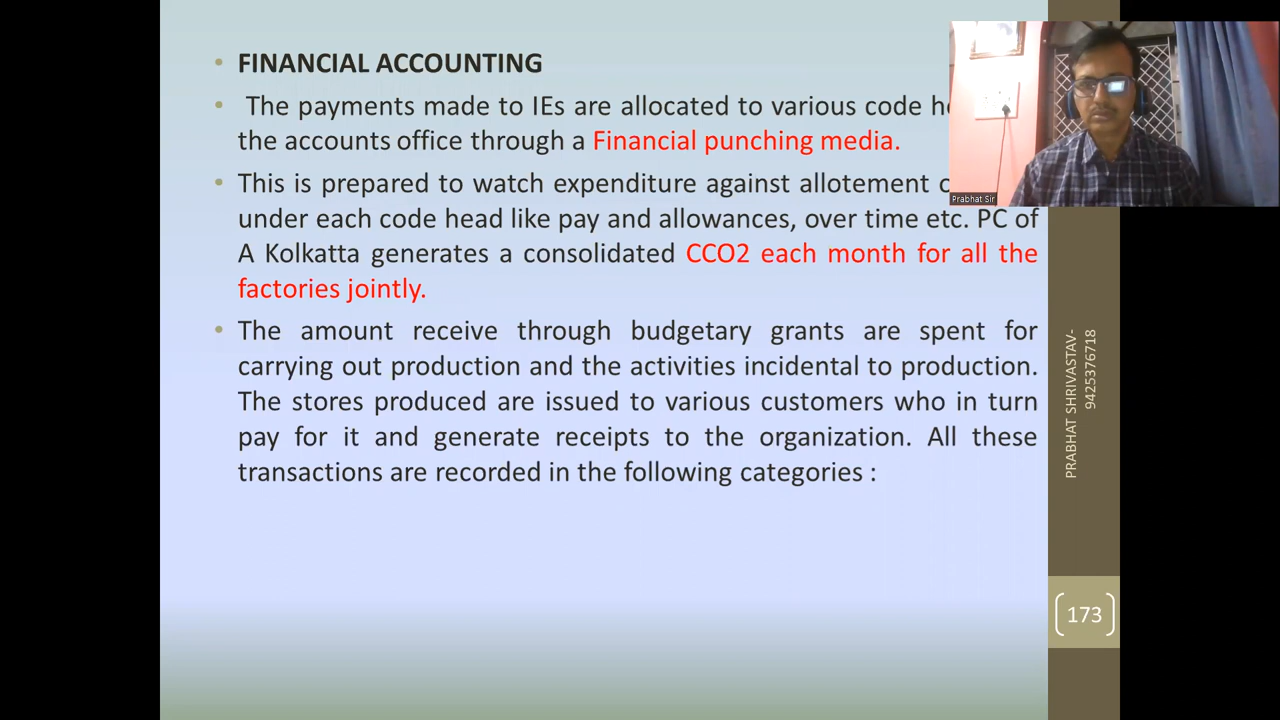 FINANCIAL ACCOUNTING
The payments made to IEs are allocated to various code
the accounts office through a Financial punching media.
This is prepared to watch expenditure against allotement
under each code head like pay and allowances, over time etc. PC of
A Kolkatta generates a consolidated CCO2 each month for all the
factories jointly.
The amount receive through budgetary grants are spent for
carrying out production and the activities incidental to production.
The stores produced are issued to various customers who in turn
pay for it and generate receipts to the organization. All these
transactions are recorded in the following categories :
Prabhat Sir
PRABHAT SHRIVASTAV-
9425376718
173